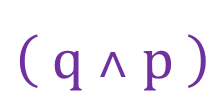 ( q ∧ p )